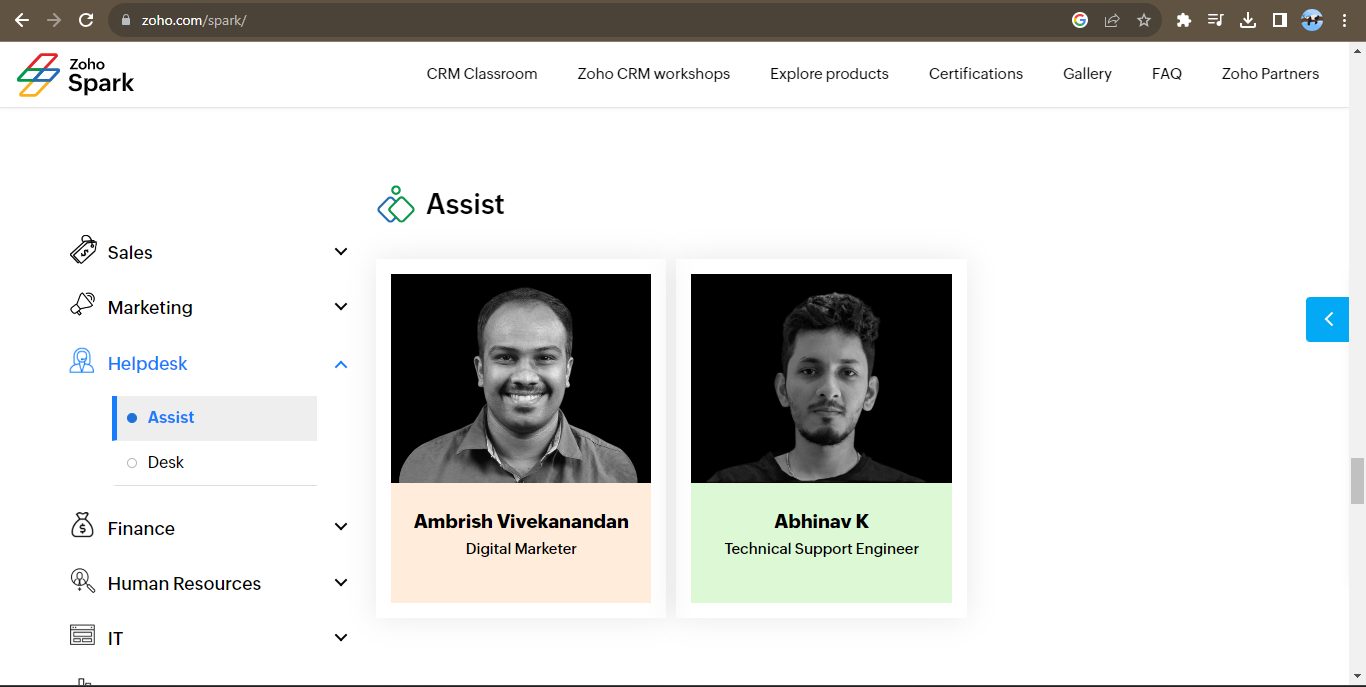 zoho.com/spark/
Zoho
Spark
CRM Classroom
Zoho CRM workshops
Explore products
Certifications
Gallery
FAQ
Zoho Partners
Sales
Marketing
Helpdesk
Assist
Desk
Finance
Human Resources
IT
Assist
Ambrish Vivekanandan
Digital Marketer
Abhinav K
Technical Support Engineer